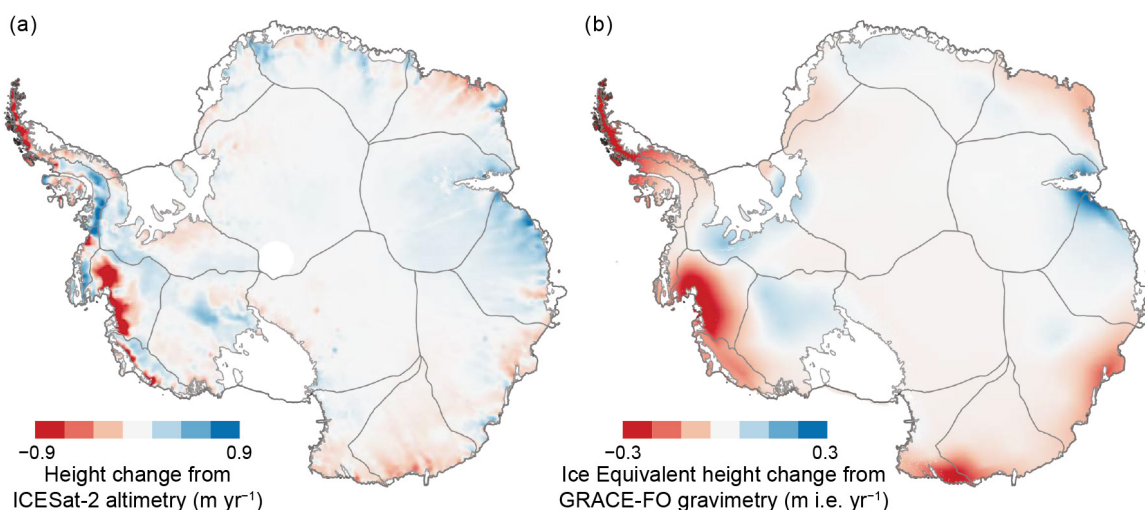 (a)
(b)
−0.9 0.9
Height change from
ICESat-2 altimetry (m yr⁻¹)
−0.3 0.3
Ice Equivalent height change from
GRACE-FO gravimetry (m i.e. yr⁻¹)